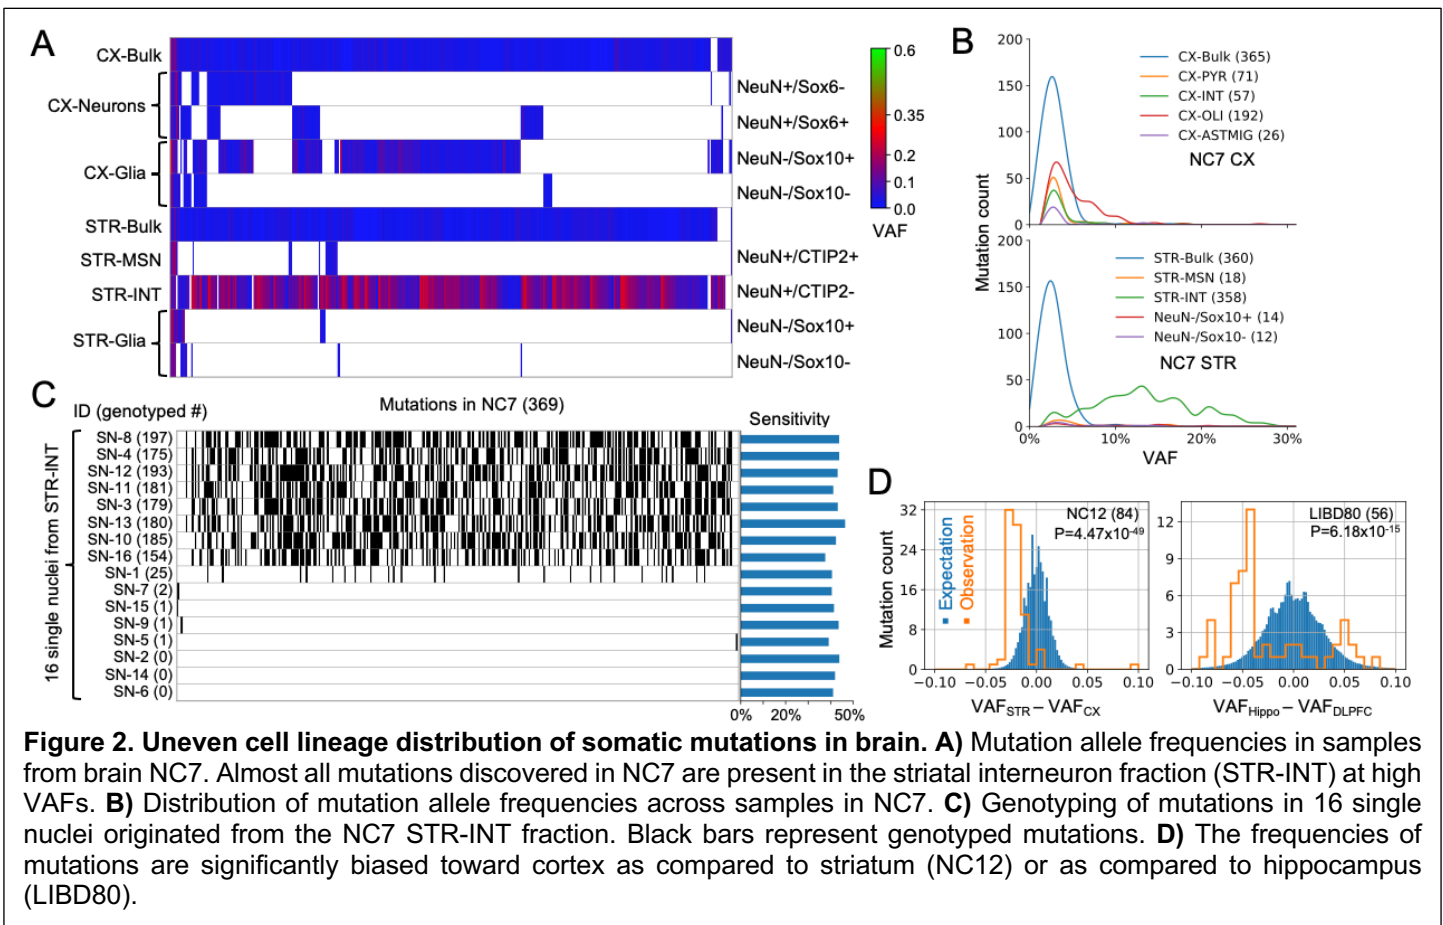 A
CX-Bulk
CX-Neurons
CX-Glia
STR-Bulk
STR-MSN
STR-INT
STR-Glia
NeuN+/Sox6-
NeuN+/Sox6+
NeuN-/Sox10+
NeuN-/Sox10-
NeuN+/CTIP2+
NeuN+/CTIP2-
NeuN-/Sox10+
NeuN-/Sox10-
0.6
0.35
0.2
0.1
0.0
VAF
B
200
150
100
50
0
CX-Bulk (365)
CX-PYR (71)
CX-INT (57)
CX-OLI (192)
CX-ASTMIG (26)
NC7 CX
Mutation count
200
150
100
50
0
STR-Bulk (360)
STR-MSN (18)
STR-INT (358)
NeuN-/Sox10+ (14)
NeuN-/Sox10- (12)
NC7 STR
0% 10% 20% 30%
VAF
C
ID (genotyped #)
Mutations in NC7 (369)
Sensitivity
16 single nuclei from STR-INT
SN-8 (197)
SN-4 (175)
SN-12 (193)
SN-11 (181)
SN-3 (179)
SN-13 (180)
SN-10 (185)
SN-16 (154)
SN-1 (25)
SN-7 (2)
SN-15 (1)
SN-9 (1)
SN-5 (1)
SN-2 (0)
SN-14 (0)
SN-6 (0)
0% 20% 50%
D
Mutation count
32
24
16
8
0
Expectation
Observation
NC12 (84)
P=4.47x10-49
−0.10 −0.05 0.00 0.05 0.10
VAFSTR − VAFCX
12
9
6
3
0
LIBD80 (56)
P=6.18x10-15
−0.10 −0.05 0.00 0.05 0.10
VAFHippo − VAFDLPFC
Figure 2. Uneven cell lineage distribution of somatic mutations in brain. A) Mutation allele frequencies in samples
from brain NC7. Almost all mutations discovered in NC7 are present in the striatal interneuron fraction (STR-INT) at high
VAFs. B) Distribution of mutation allele frequencies across samples in NC7. C) Genotyping of mutations in 16 single
nuclei originated from the NC7 STR-INT fraction. Black bars represent genotyped mutations. D) The frequencies of
mutations are significantly biased toward cortex as compared to striatum (NC12) or as compared to hippocampus
(LIBD80).